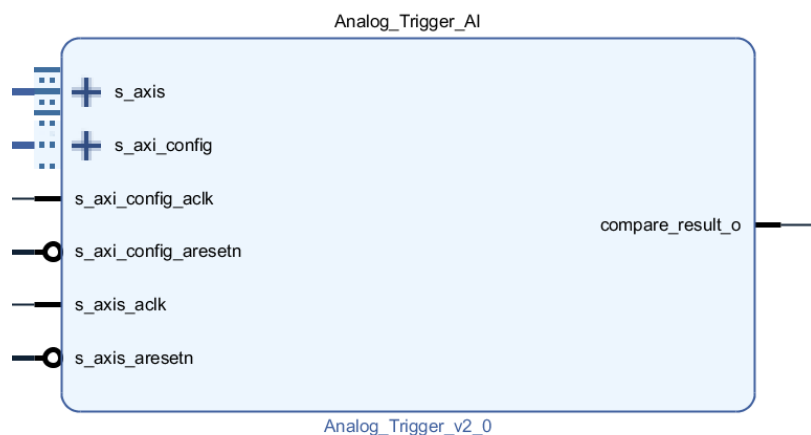 Analog_Trigger_AI
s_axis
s_axi_config
s_axi_config_aclk
compare_result_o
s_axi_config_aresetn
s_axis_aclk
s_axis_aresetn
Analog_Trigger_v2_0